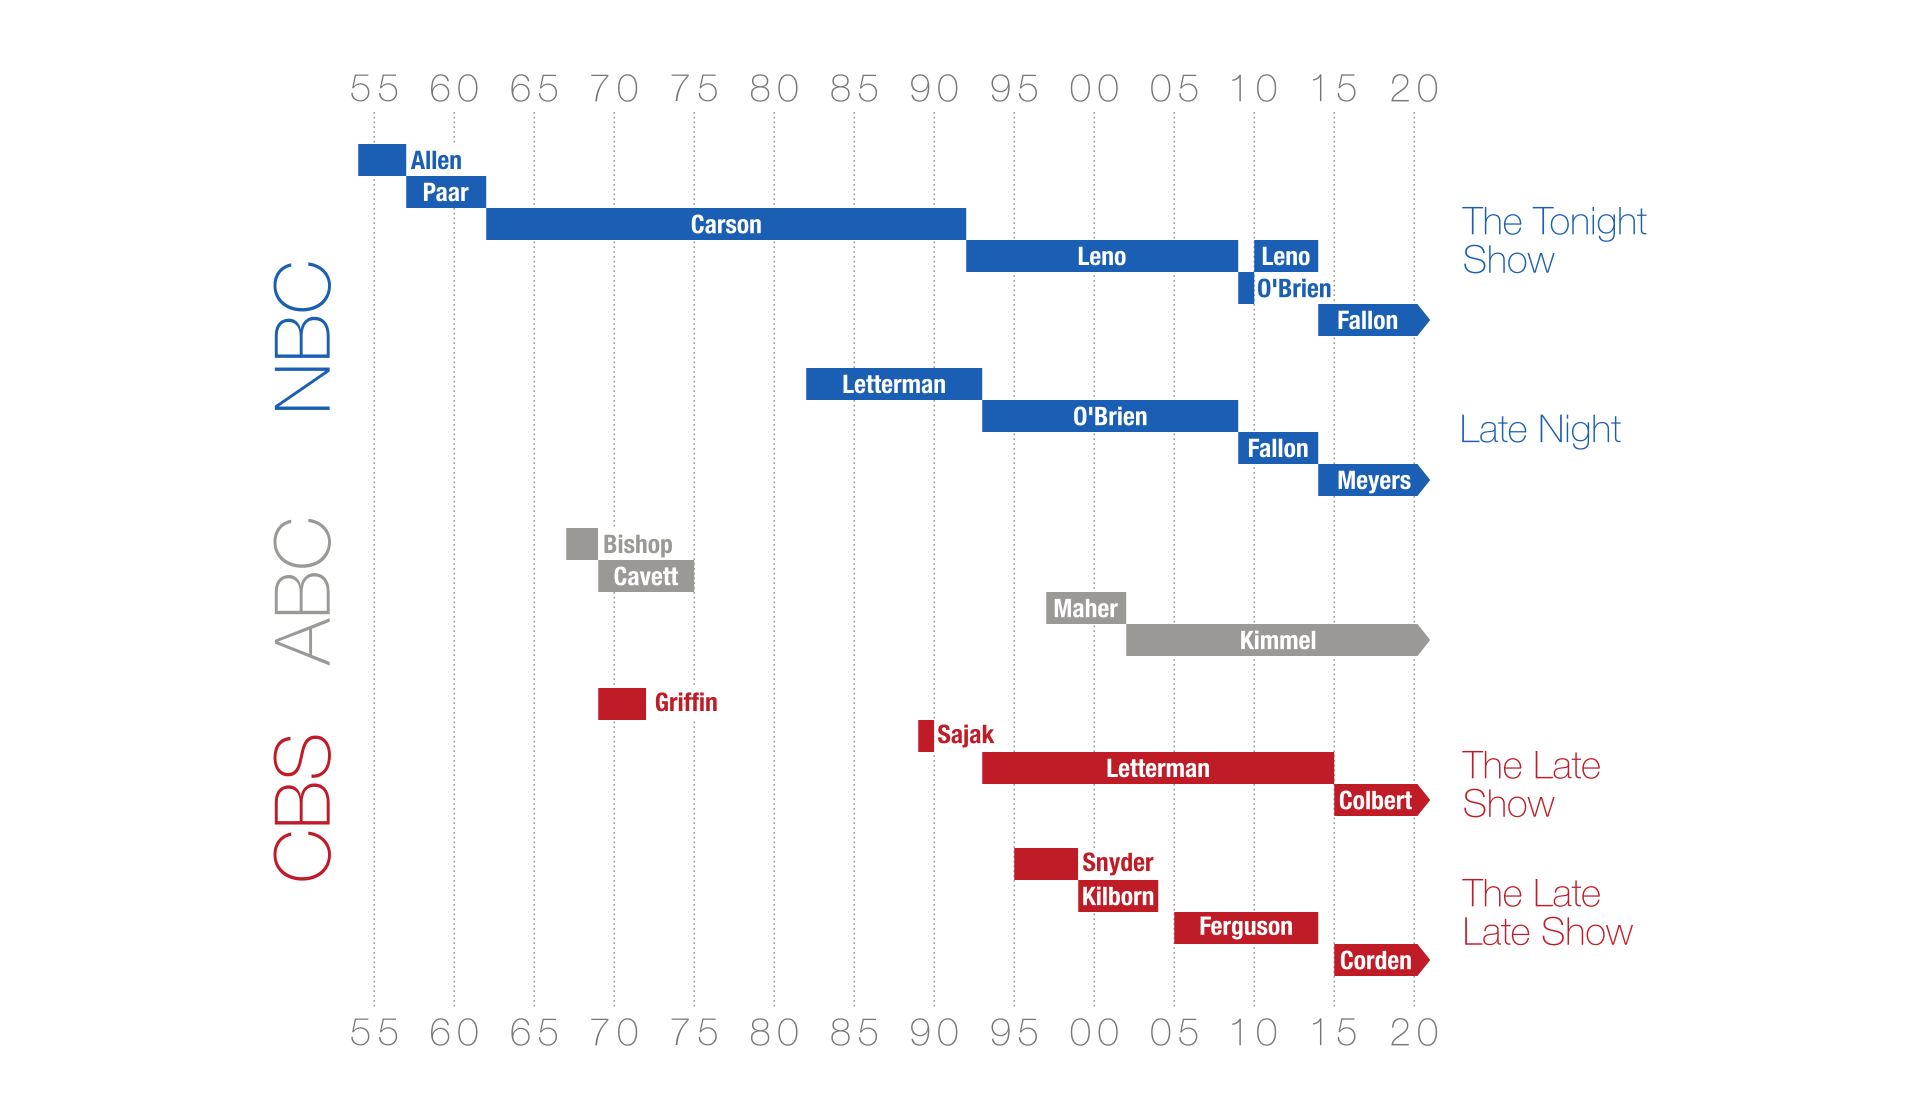 55 60 65 70 75 80 85 90 95 00 05 10 15 20
NBC
Allen
Paar
Carson
Leno Leno
O'Brien
Fallon
The Tonight
Show
Letterman
O'Brien
Fallon
Meyers
Late Night
ABC
Bishop
Cavett
Maher
Kimmel
CBS
Griffin
Sajak
Letterman
Colbert
The Late
Show
Snyder
Kilborn
Ferguson
Corden
The Late
Late Show
55 60 65 70 75 80 85 90 95 00 05 10 15 20